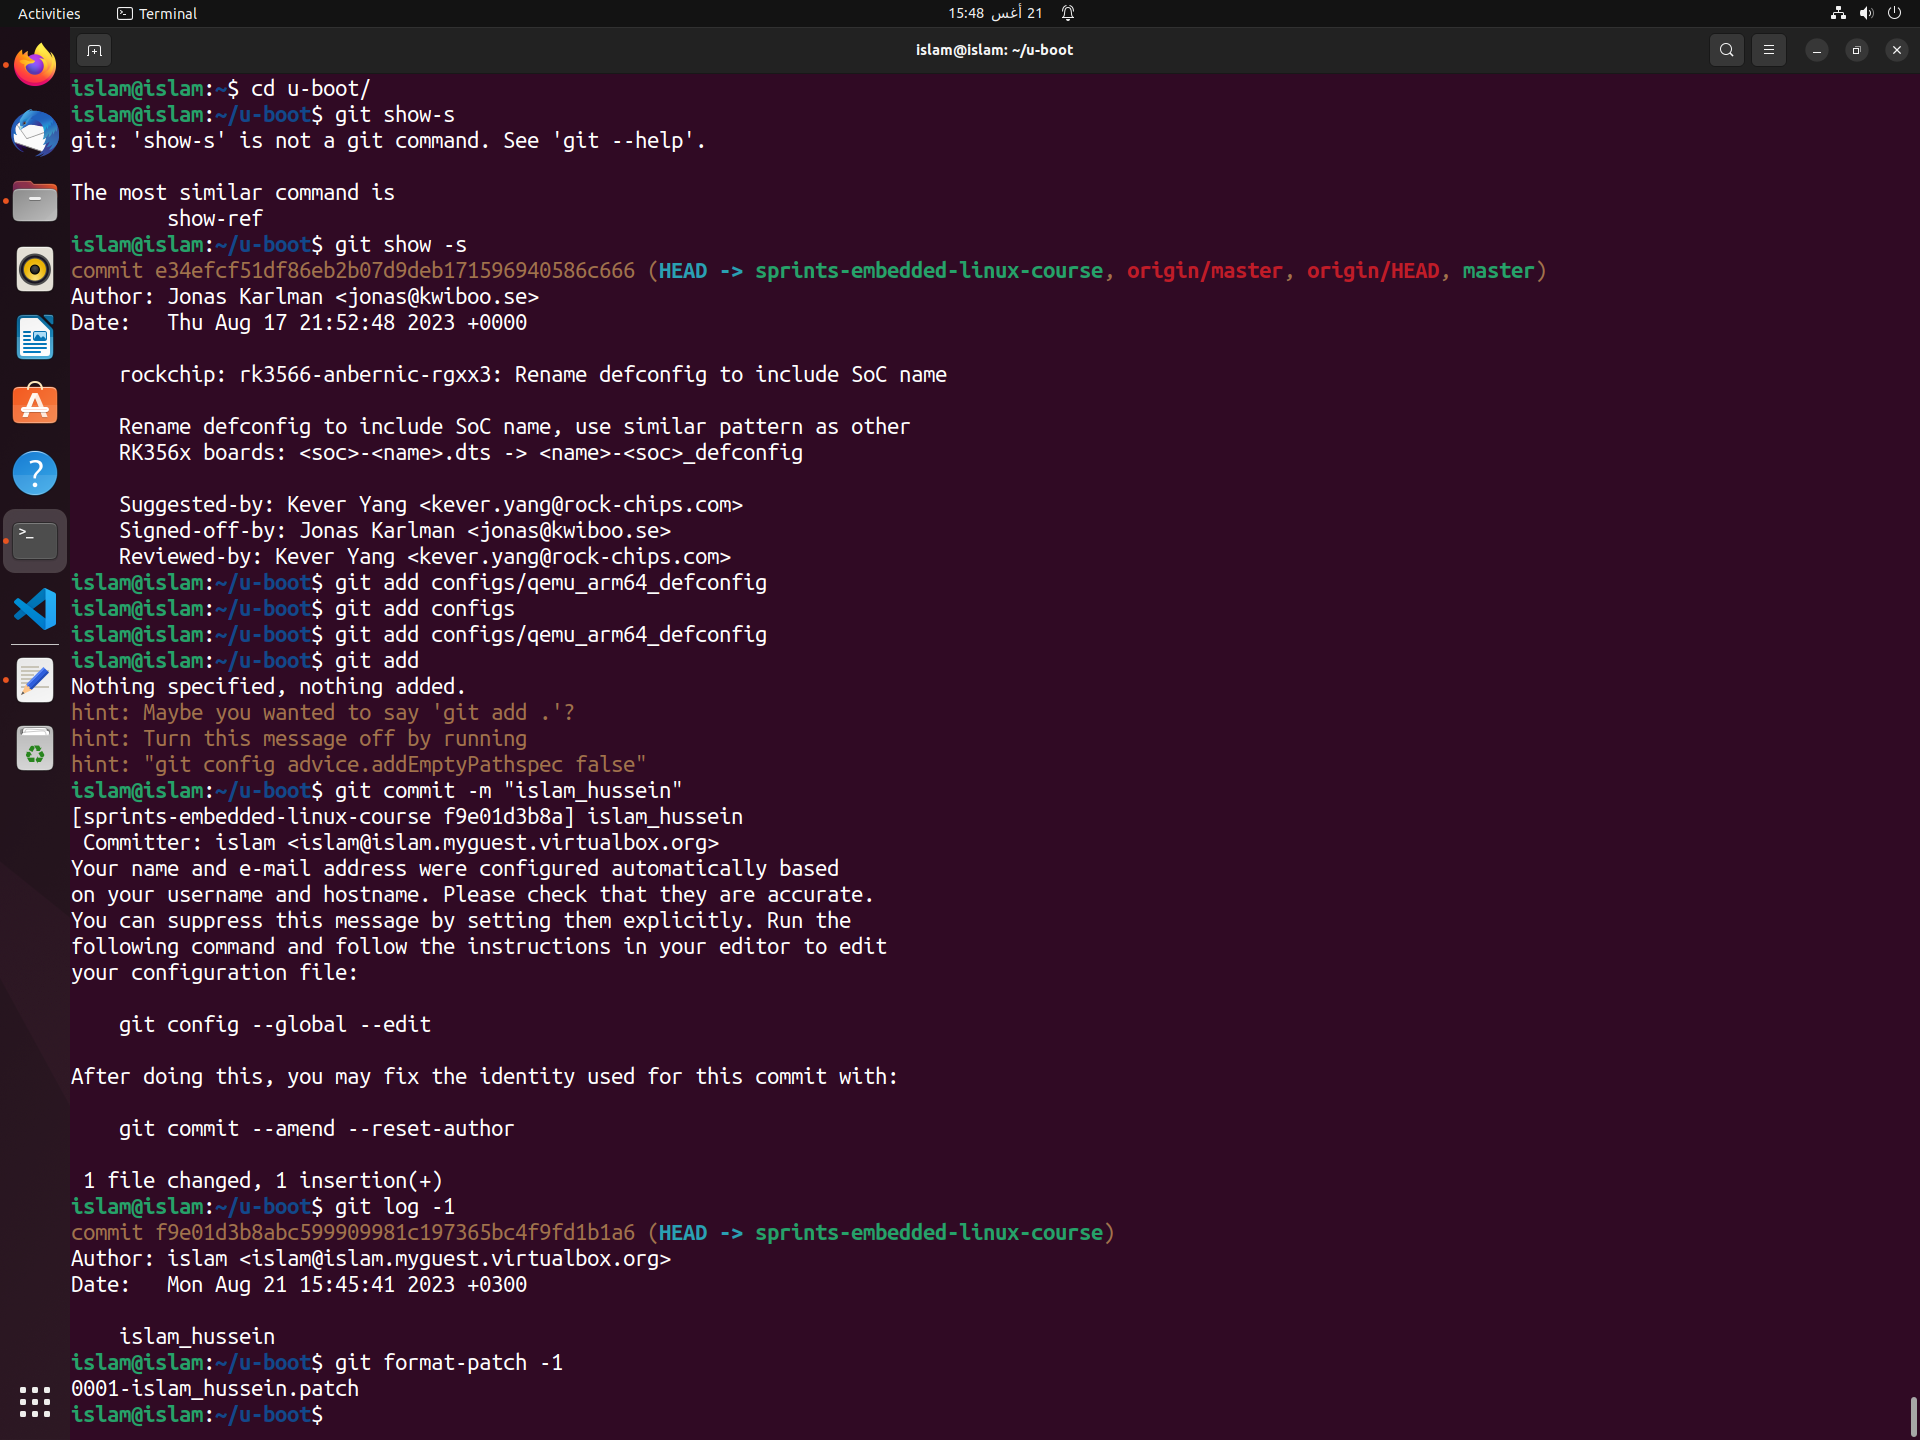 Activities
Terminal
21 أغس 15:48
islam@islam: ~/u-boot
islam@islam:~$ cd u-boot/
islam@islam:~/u-boot$ git show-s
git: 'show-s' is not a git command. See 'git --help'.
The most similar command is
show-ref
islam@islam:~/u-boot$ git show -s
commit e34efcf51df86eb2b07d9deb171596940586c666 (HEAD -> sprints-embedded-linux-course, origin/master, origin/HEAD, master)
Author: Jonas Karlman <jonas@kwiboo.se>
Date:   Thu Aug 17 21:52:48 2023 +0000
rockchip: rk3566-anbernic-rgxx3: Rename defconfig to include SoC name
Rename defconfig to include SoC name, use similar pattern as other
RK356x boards: <soc>-<name>.dts -> <name>-<soc>_defconfig
Suggested-by: Kever Yang <kever.yang@rock-chips.com>
Signed-off-by: Jonas Karlman <jonas@kwiboo.se>
Reviewed-by: Kever Yang <kever.yang@rock-chips.com>
islam@islam:~/u-boot$ git add configs/qemu_arm64_defconfig
islam@islam:~/u-boot$ git add configs
islam@islam:~/u-boot$ git add configs/qemu_arm64_defconfig
islam@islam:~/u-boot$ git add
Nothing specified, nothing added.
hint: Maybe you wanted to say 'git add .'?
hint: Turn this message off by running
hint: "git config advice.addEmptyPathspec false"
islam@islam:~/u-boot$ git commit -m "islam_hussein"
[sprints-embedded-linux-course f9e01d3b8a] islam_hussein
Committer: islam <islam@islam.myguest.virtualbox.org>
Your name and e-mail address were configured automatically based
on your username and hostname. Please check that they are accurate.
You can suppress this message by setting them explicitly. Run the
following command and follow the instructions in your editor to edit
your configuration file:
git config --global --edit
After doing this, you may fix the identity used for this commit with:
git commit --amend --reset-author
1 file changed, 1 insertion(+)
islam@islam:~/u-boot$ git log -1
commit f9e01d3b8abc599909981c197365bc4f9fd1b1a6 (HEAD -> sprints-embedded-linux-course)
Author: islam <islam@islam.myguest.virtualbox.org>
Date:   Mon Aug 21 15:45:41 2023 +0300
islam_hussein
islam@islam:~/u-boot$ git format-patch -1
0001-islam_hussein.patch
islam@islam:~/u-boot$